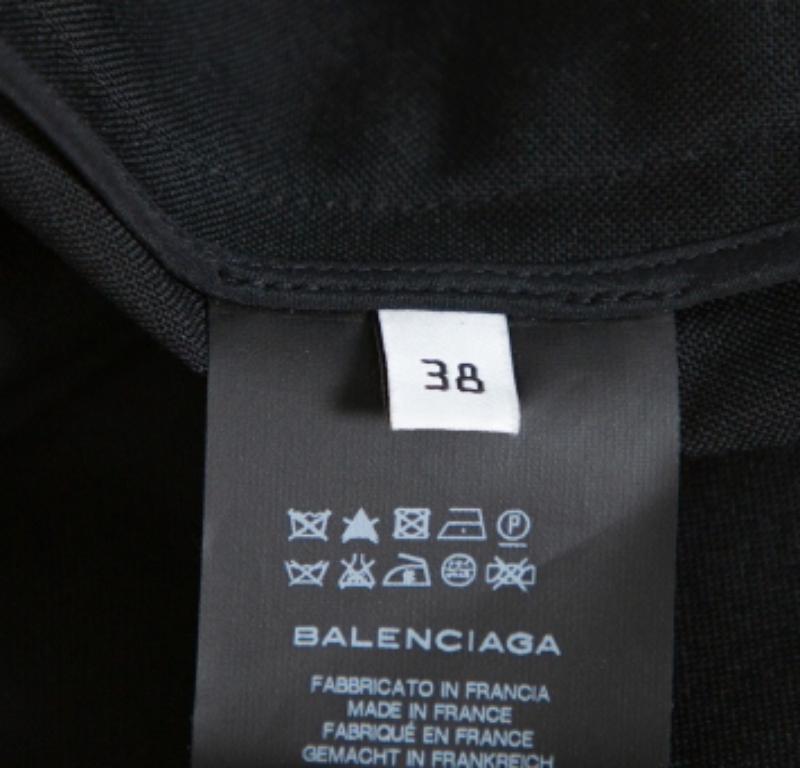 38
BALENCIAGA
FABBRICATO IN FRANCIA
MADE IN FRANCE
FABRIQUÉ EN FRANCE
GEMACHT IN FRANKREICH